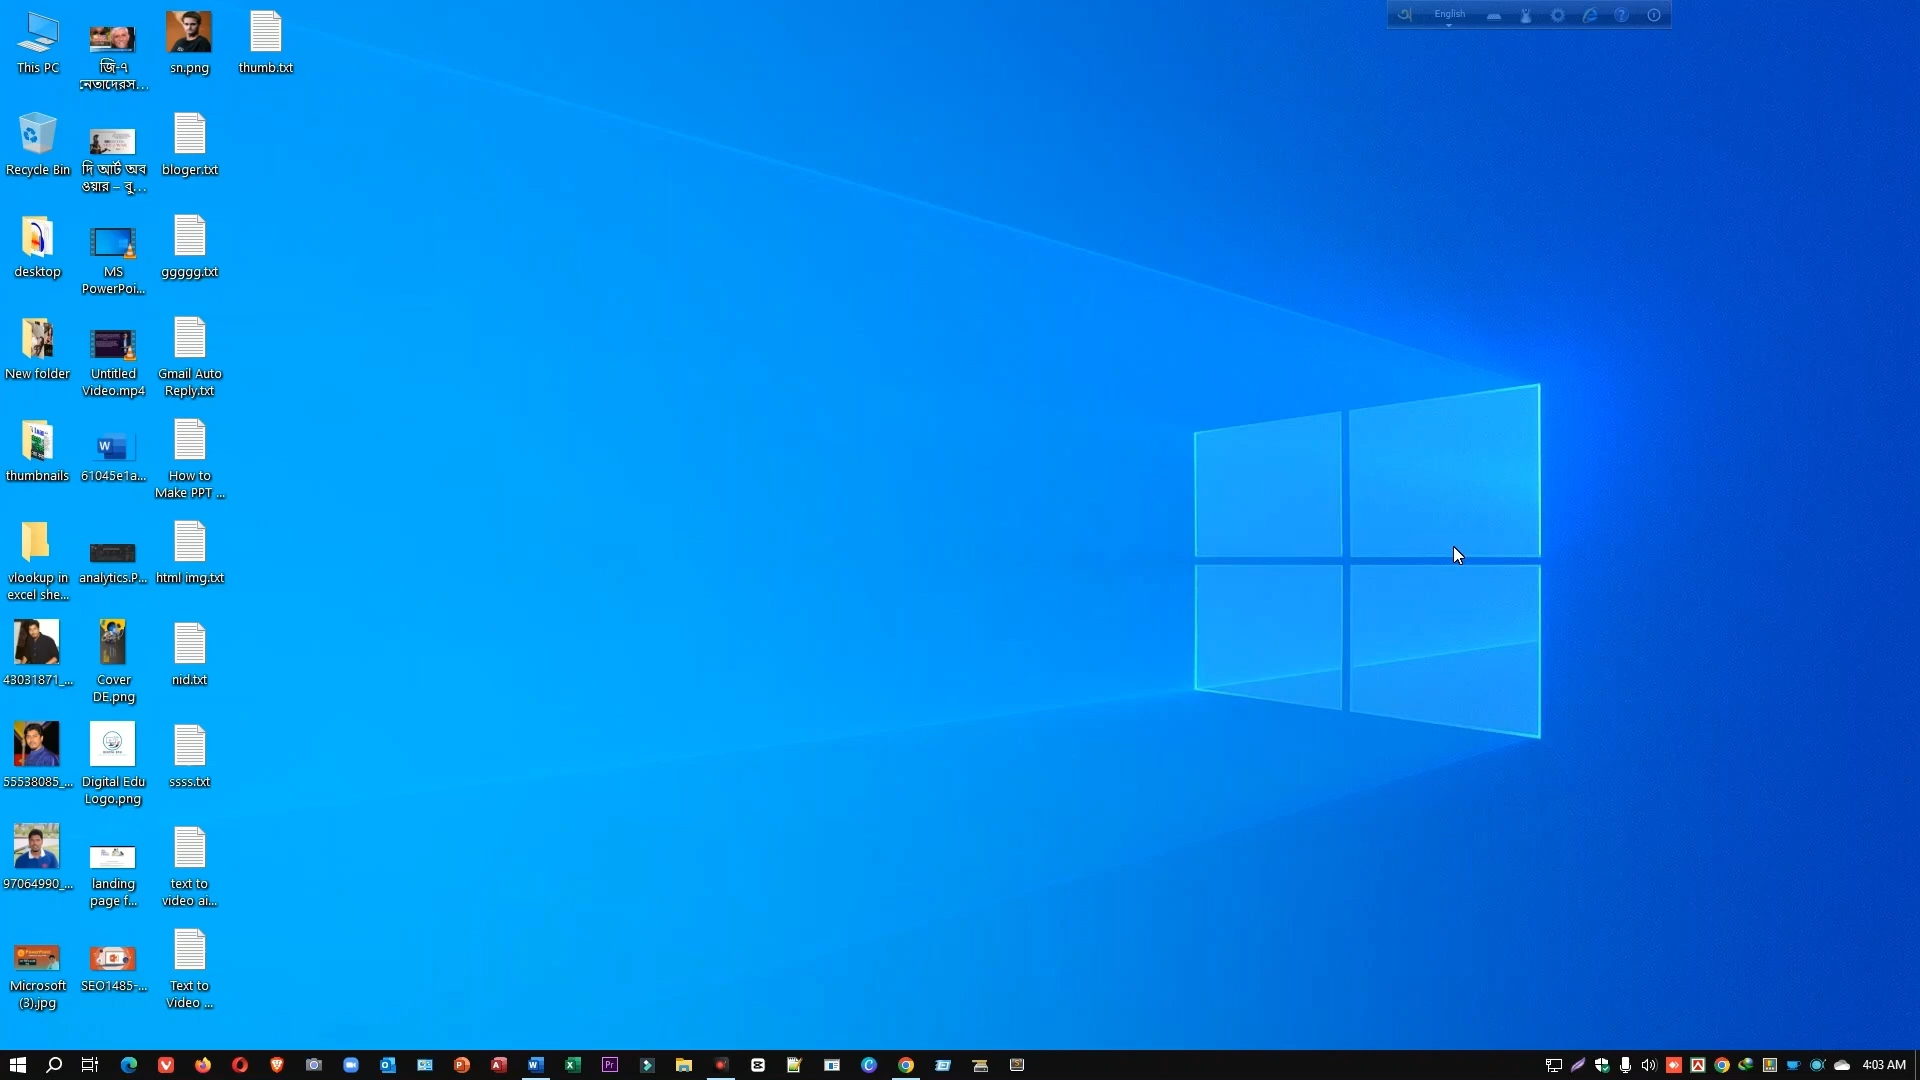 English
This PC
জি-৭
নেতাদেরস...
sn.png
thumb.txt
Recycle Bin
দি আর্ট অব
ওয়ার – বু...
bloger.txt
desktop
MS
PowerPoi...
ggggg.txt
New folder
Untitled
Video.mp4
Gmail Auto
Reply.txt
thumbnails
61045e1a...
How to
Make PPT ...
vlookup in
excel she...
analytics.P...
html img.txt
43031871_...
Cover
DE.png
nid.txt
55538085_...
Digital Edu
Logo.png
ssss.txt
97064990_...
landing
page f...
text to
video ai...
Microsoft
(3).jpg
SEO1485-...
Text to
Video ...
4:03 AM